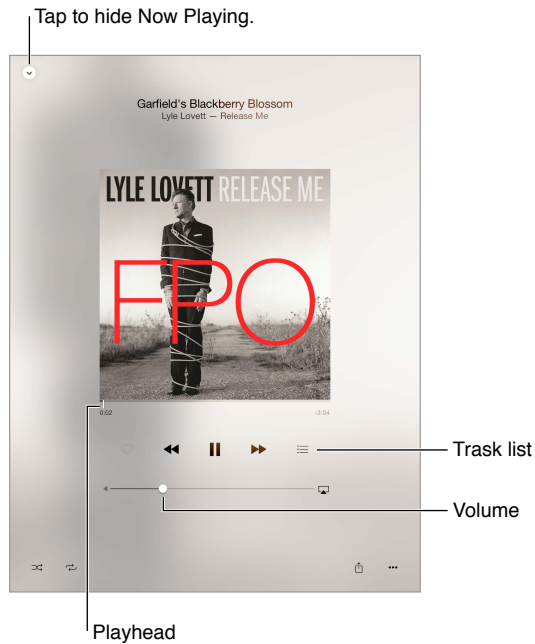 Tap to hide Now Playing.
Garfield's Blackberry Blossom
Lyle Lovett — Release Me
LYLE LOVETT RELEASE ME
FPO
0:02 -3:04
Trask list
Volume
Playhead